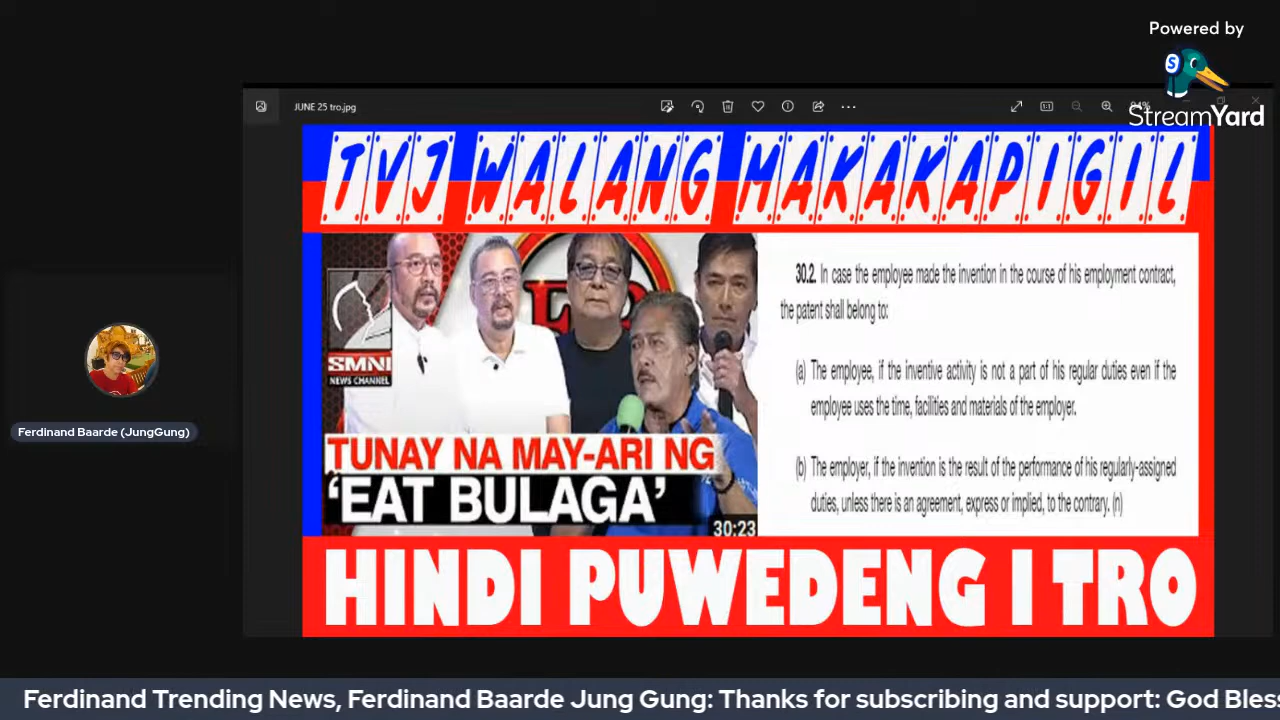 Powered by
StreamYard
JUNE 25 tro.jpg
TVJ WALANG MAKAKAPIGIL
30.2. In case the employee made the invention in the course of his employment contract,
the patent shall belong to:
(a) The employee, if the inventive activity is not a part of his regular duties even if the
employee uses the time, facilities and materials of the employer.
(b) The employer, if the invention is the result of the performance of his regularly-assigned
duties, unless there is an agreement, express or implied, to the contrary. (n)
SMNI
NEWS CHANNEL
TUNAY NA MAY-ARI NG
'EAT BULAGA'
30:23
HINDI PUWEDENG I TRO
Ferdinand Baarde (JungGung)
Ferdinand Trending News, Ferdinand Baarde Jung Gung: Thanks for subscribing and support: God Bless